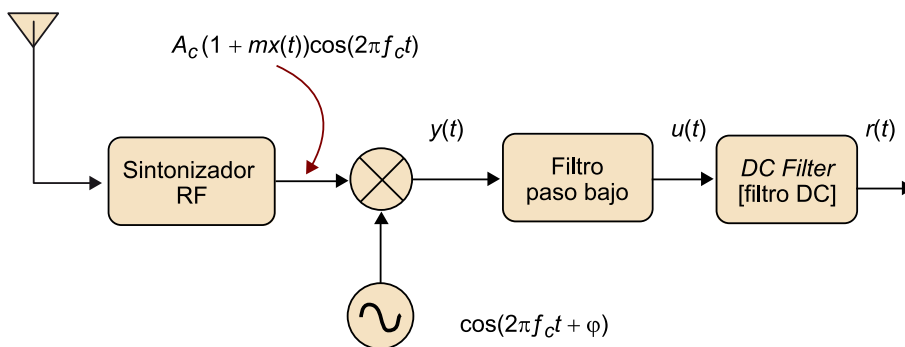 A_c(1 + mx(t))cos(2πf_ct)
y(t)
u(t)
r(t)
Sintonizador
RF
Filtro
paso bajo
DC Filter
[filtro DC]
cos(2πf_ct + φ)